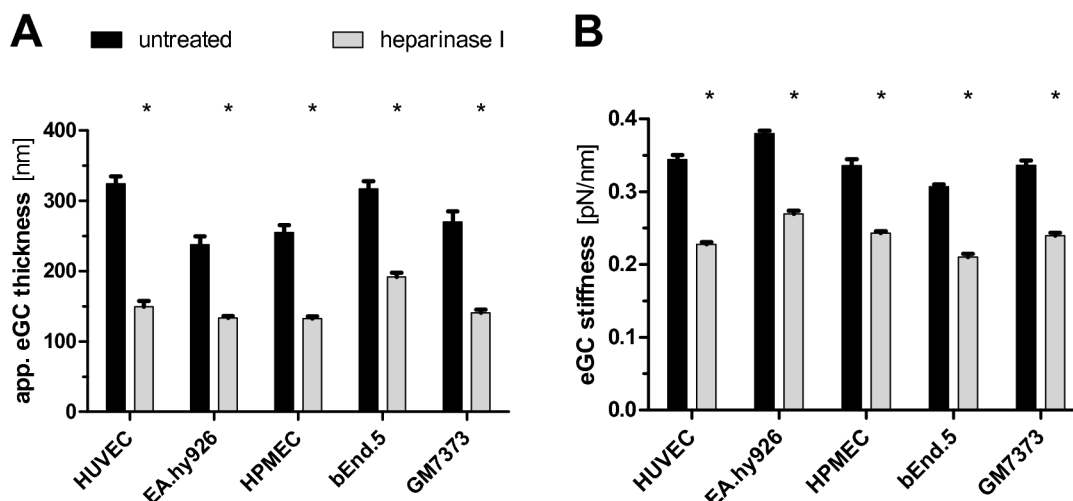 A
untreated
heparinase I
* * * * *
app. eGC thickness [nm]
400
300
200
100
0
HUVEC
EA.hy926
HPMEC
bEnd.5
GM7373
B
* * * * *
eGC stiffness [pN/nm]
0.4
0.3
0.2
0.1
0.0
HUVEC
EA.hy926
HPMEC
bEnd.5
GM7373